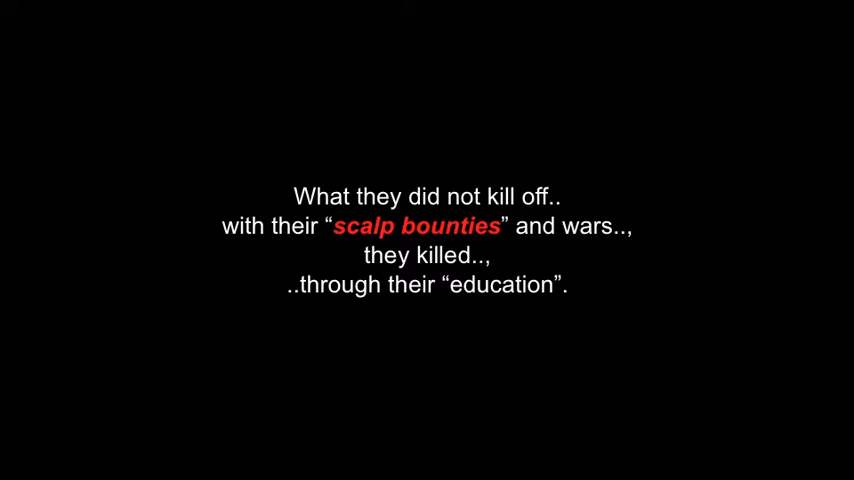 What they did not kill off..
with their “scalp bounties” and wars..,
they killed..,
..through their “education”.